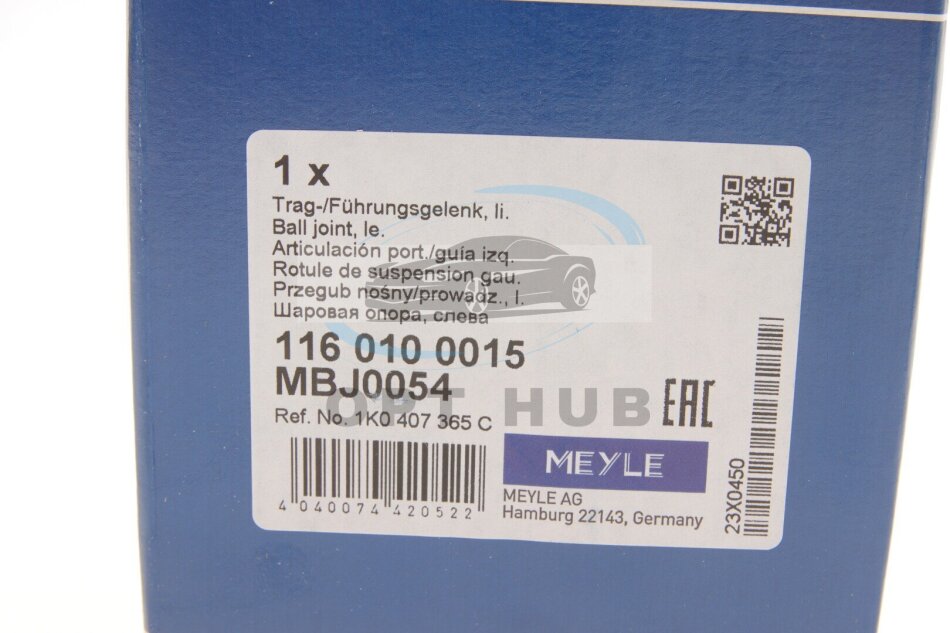 1 x
Trag-/Führungsgelenk, li.
Ball joint, le.
Articulación port./guía izq.
Rotule de suspension gau.
Przegub nośny/prowadz., l.
Шаровая опора, слева
116 010 0015
MBJ0054
OPT HUB
EAC
Ref. No. 1K0 407 365 C
MEYLE
4 040074 420522
MEYLE AG
Hamburg 22143, Germany
23X0450